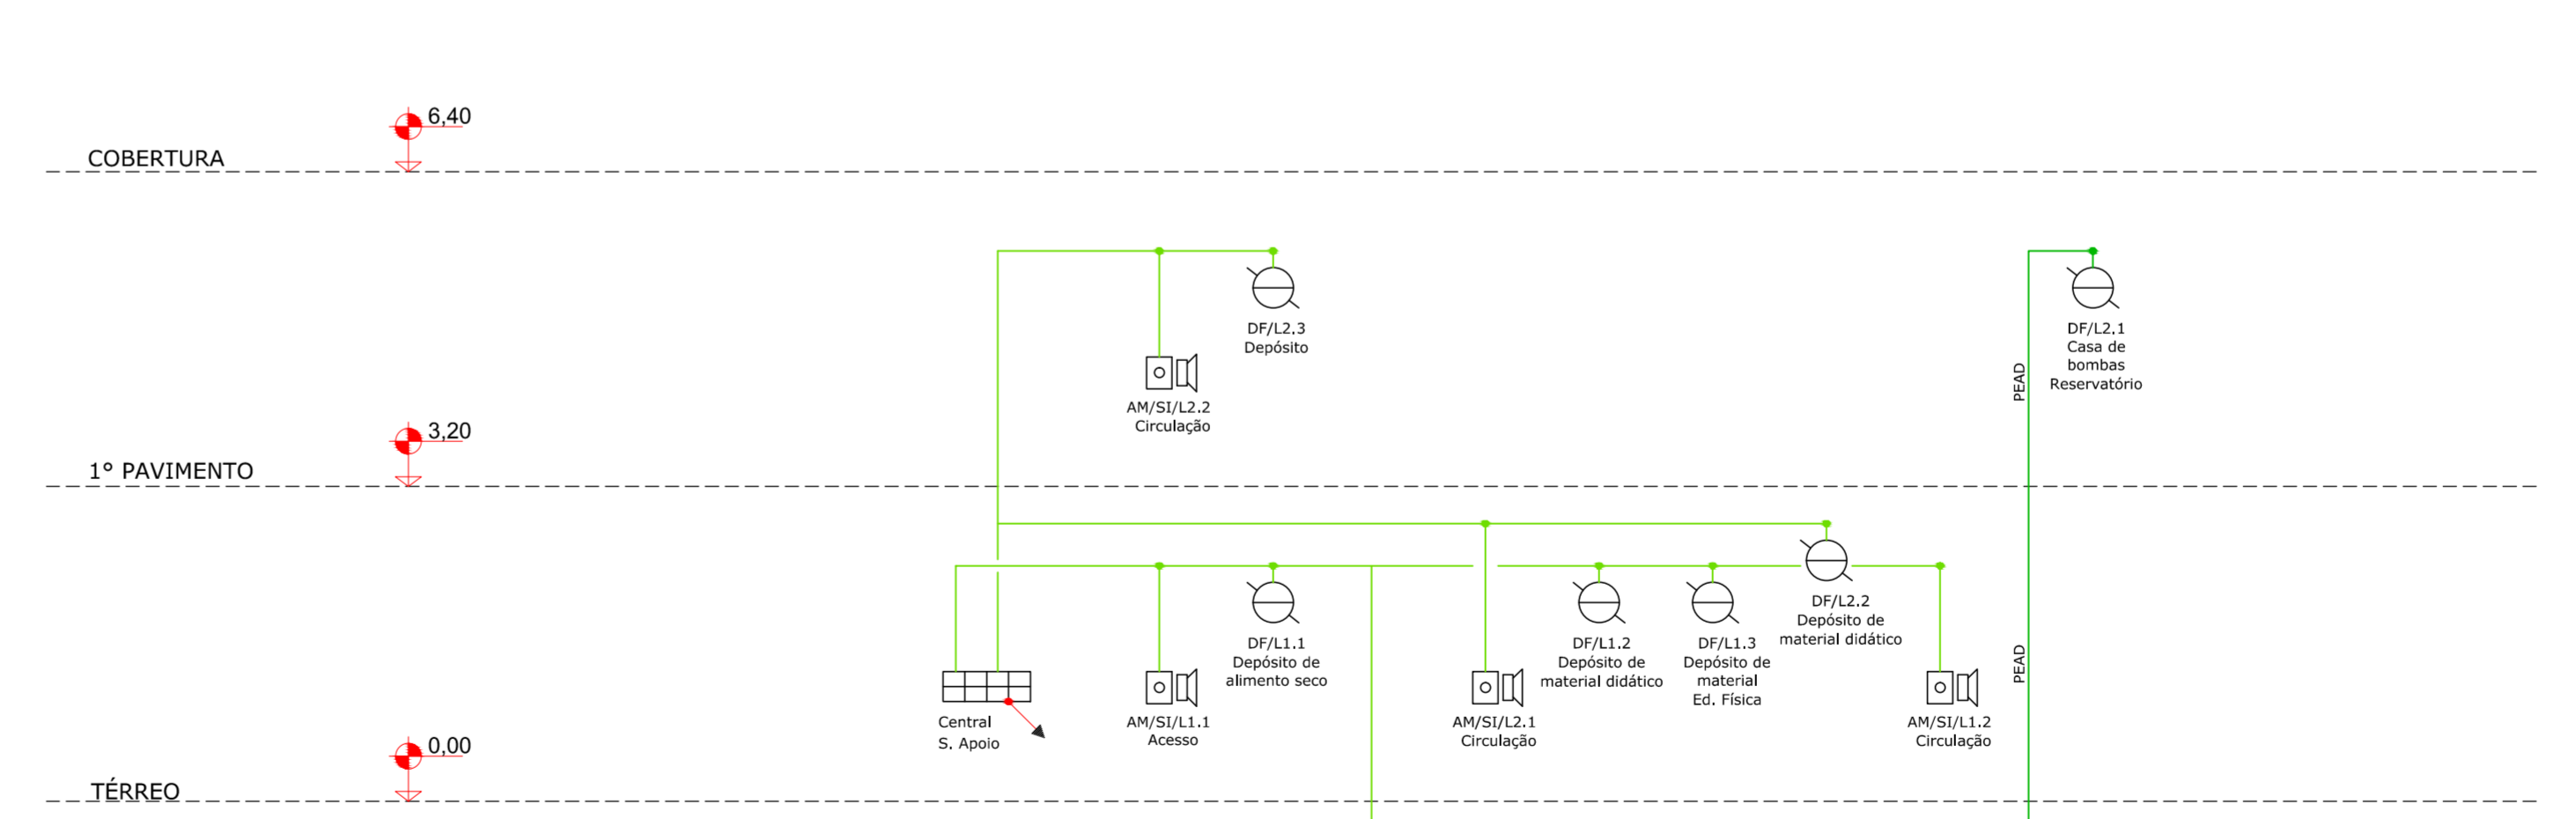 6,40
COBERTURA
DF/L2.3
Depósito
DF/L2.1
Casa de
bombas
Reservatório
PEAD
AM/SI/L2.2
Circulação
3,20
1º PAVIMENTO
DF/L2.2
Depósito de
material didático
DF/L1.1
Depósito de
alimento seco
DF/L1.2
Depósito de
material didático
DF/L1.3
Depósito de
material
Ed. Física
PEAD
Central
S. Apoio
AM/SI/L1.1
Acesso
AM/SI/L2.1
Circulação
AM/SI/L1.2
Circulação
0,00
TÉRREO